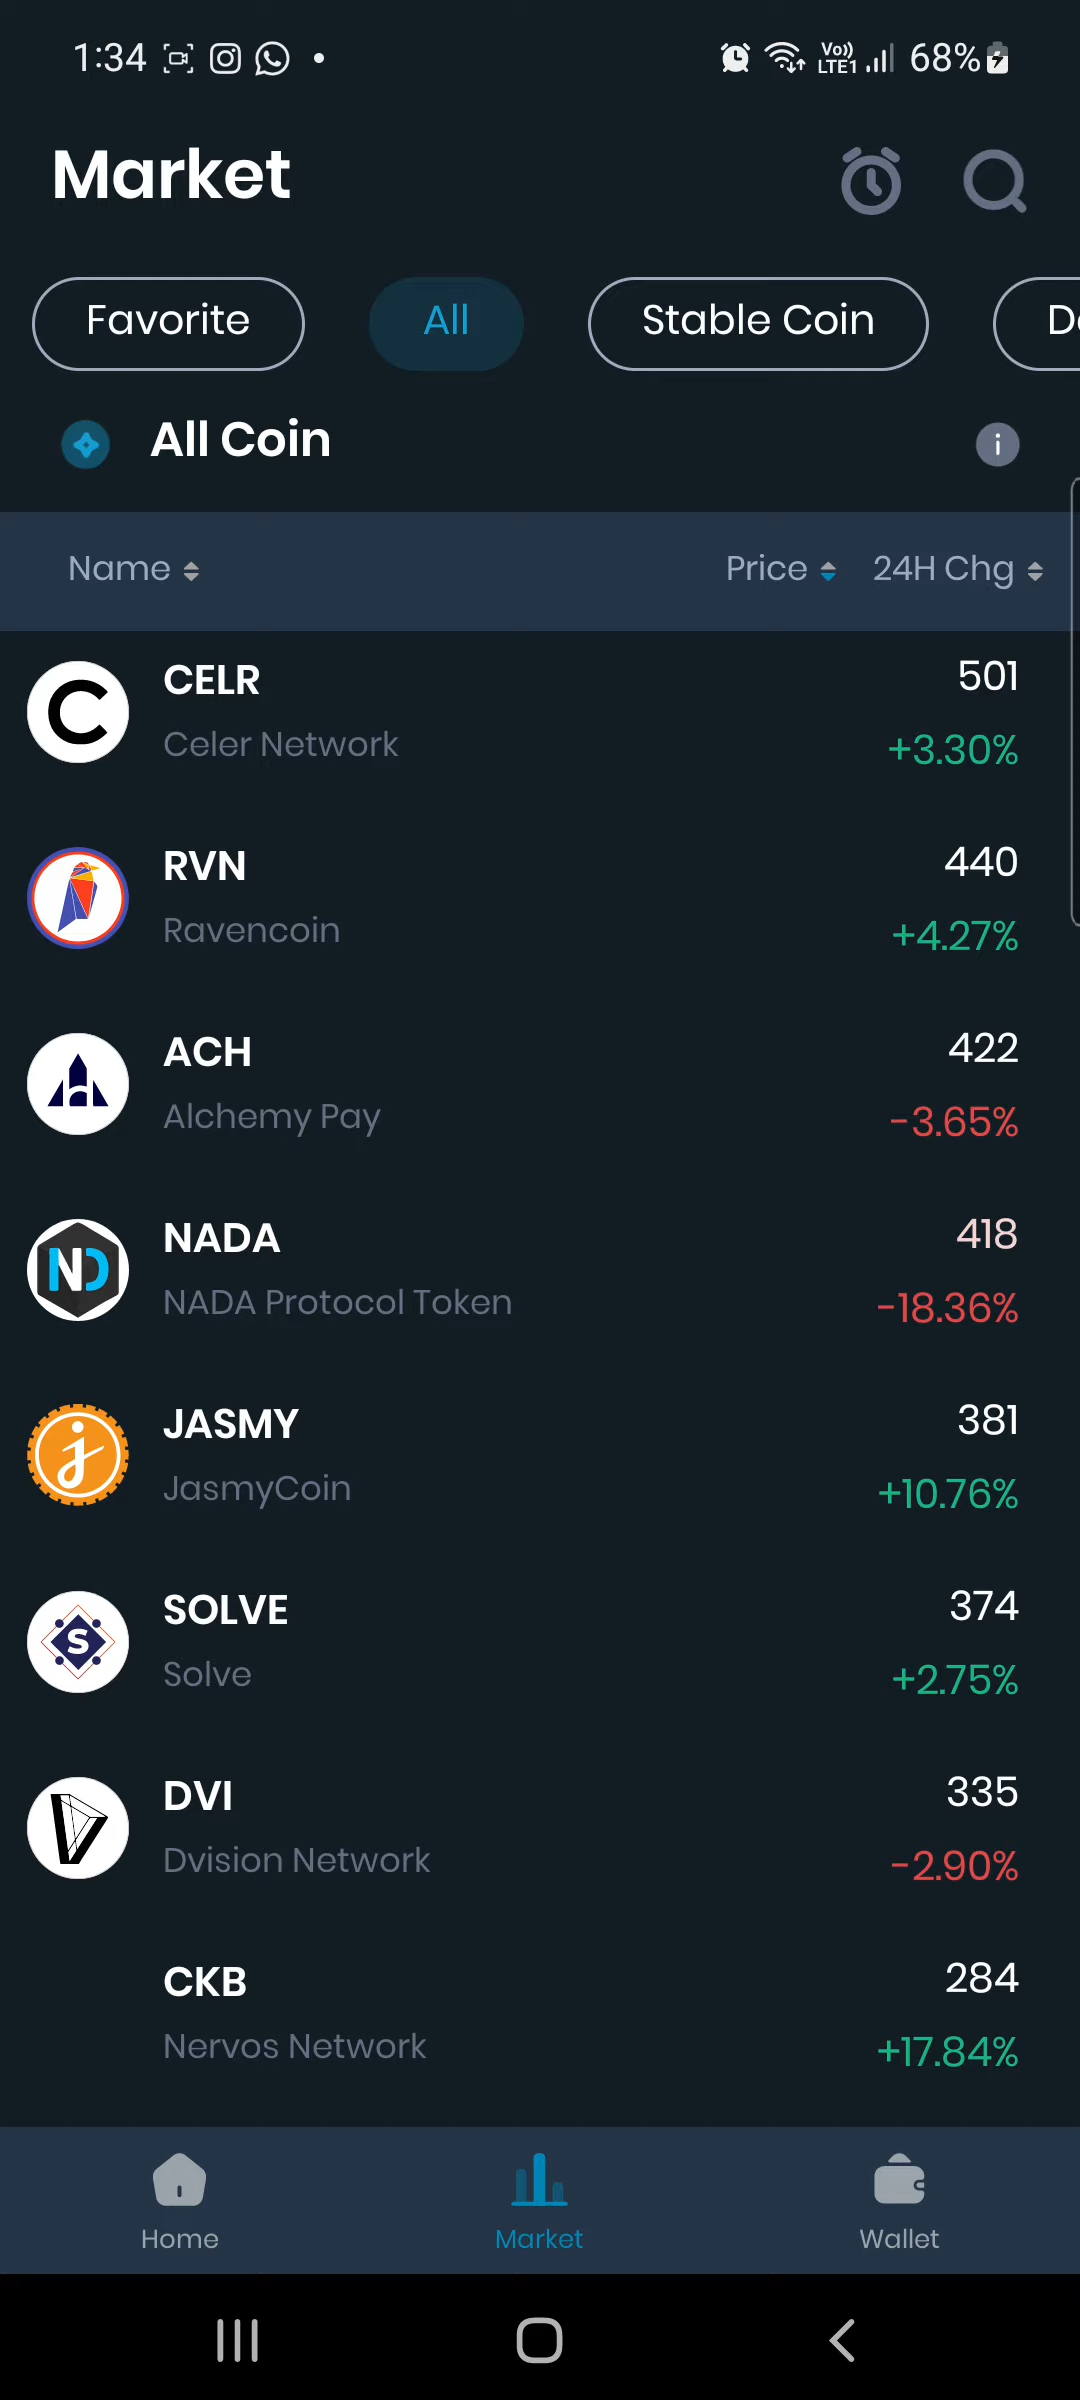 1:34 Vo)) LTE1 68%
Market
Favorite All Stable Coin
All Coin
Name Price 24H Chg
CELR 501
Celer Network +3.30%
RVN 440
Ravencoin +4.27%
ACH 422
Alchemy Pay -3.65%
NADA 418
NADA Protocol Token -18.36%
JASMY 381
JasmyCoin +10.76%
SOLVE 374
Solve +2.75%
DVI 335
Dvision Network -2.90%
CKB 284
Nervos Network +17.84%
Home Market Wallet